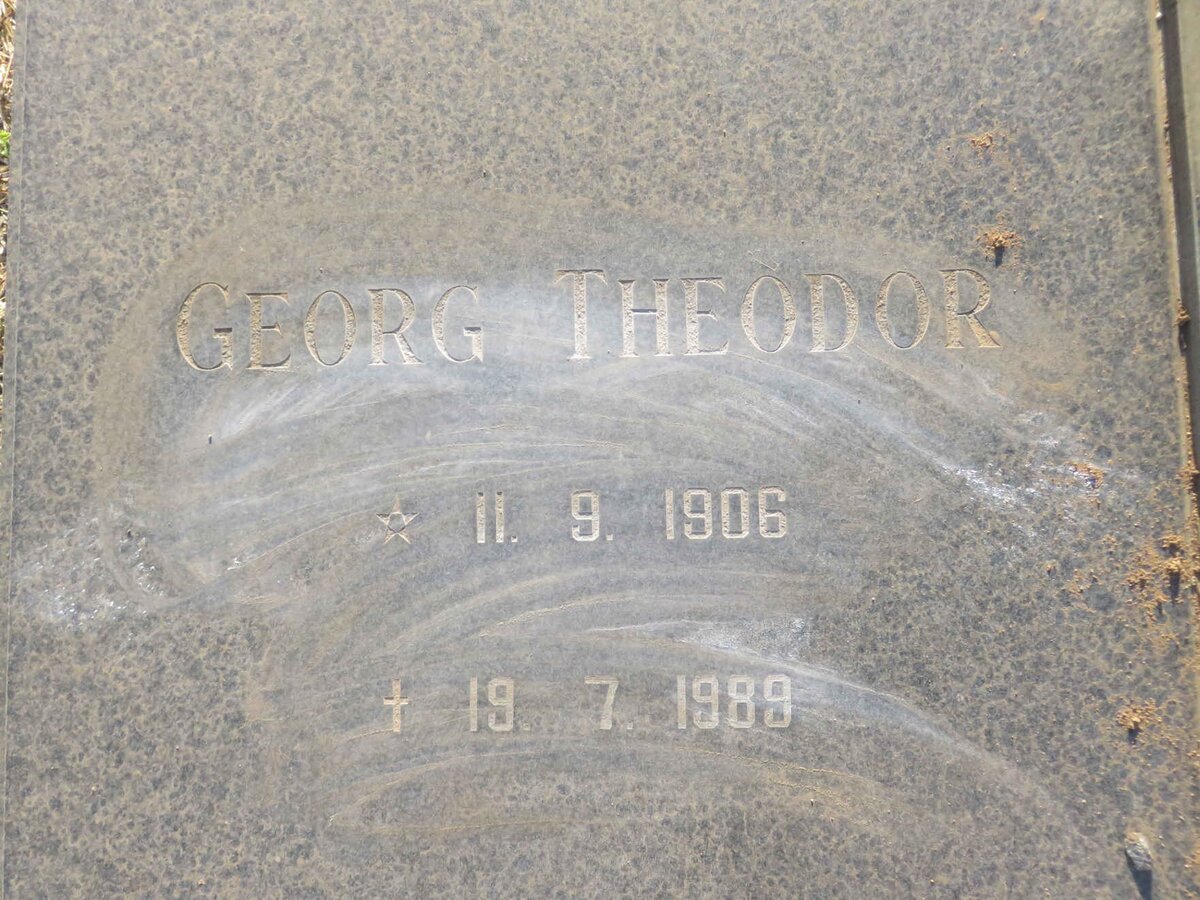 GEORG THEODOR
☆ 11. 9. 1906
† 19. 7. 1989